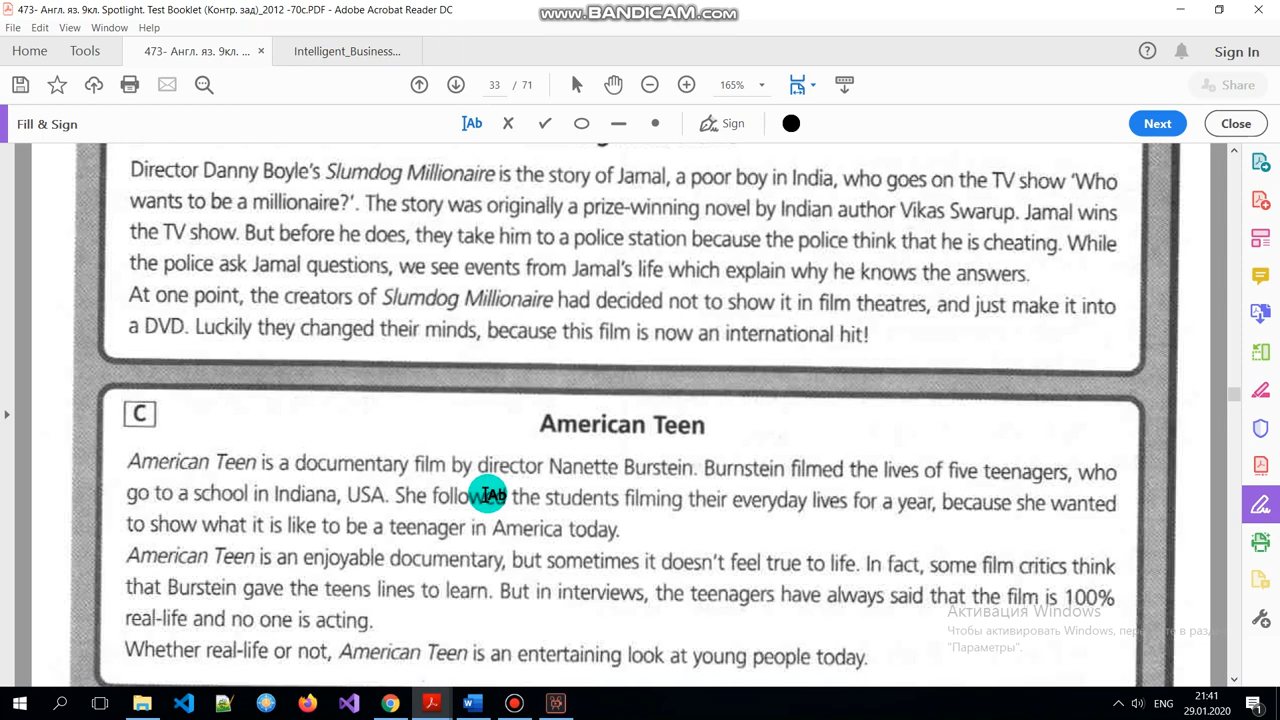 473- Англ. яз. 9кл. Spotlight. Test Booklet (Контр. зад)_2012 -70c.PDF - Adobe Acrobat Reader DC
www.BANDICAM.com
File Edit View Window Help
Home Tools 473- Англ. яз. 9кл. ... × Intelligent_Business... Sign In
33 / 71 165% Share
Fill & Sign Ab Sign Next Close
Director Danny Boyle's Slumdog Millionaire is the story of Jamal, a poor boy in India, who goes on the TV show 'Who
wants to be a millionaire?'. The story was originally a prize-winning novel by Indian author Vikas Swarup. Jamal wins
the TV show. But before he does, they take him to a police station because the police think that he is cheating. While
the police ask Jamal questions, we see events from Jamal's life which explain why he knows the answers.
At one point, the creators of Slumdog Millionaire had decided not to show it in film theatres, and just make it into
a DVD. Luckily they changed their minds, because this film is now an international hit!
C
American Teen
American Teen is a documentary film by director Nanette Burstein. Burnstein filmed the lives of five teenagers, who
go to a school in Indiana, USA. She followed the students filming their everyday lives for a year, because she wanted
to show what it is like to be a teenager in America today.
American Teen is an enjoyable documentary, but sometimes it doesn't feel true to life. In fact, some film critics think
that Burstein gave the teens lines to learn. But in interviews, the teenagers have always said that the film is 100%
real-life and no one is acting.
Whether real-life or not, American Teen is an entertaining look at young people today.
Активация Windows
Чтобы активировать Windows, в разд
"Параметры".
ENG 21:41
29.01.2020